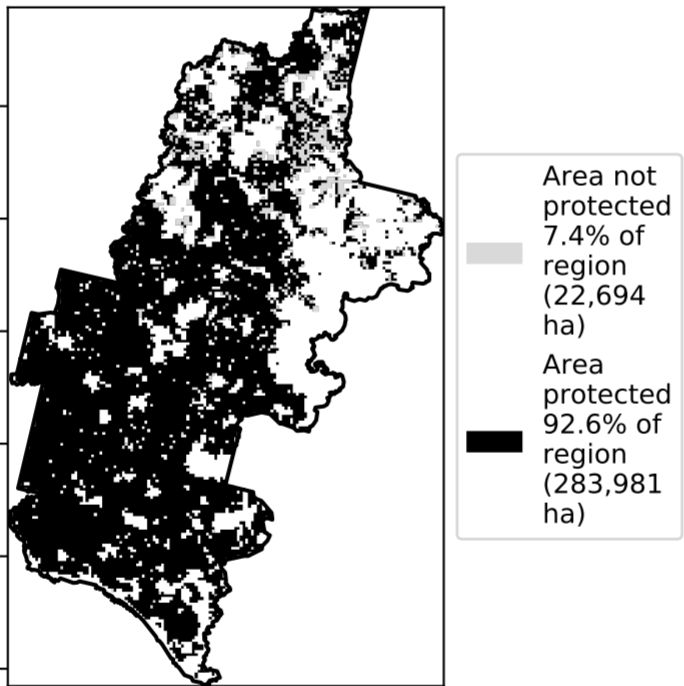 Area not
protected
7.4% of
region
(22,694
ha)
Area
protected
92.6% of
region
(283,981
ha)